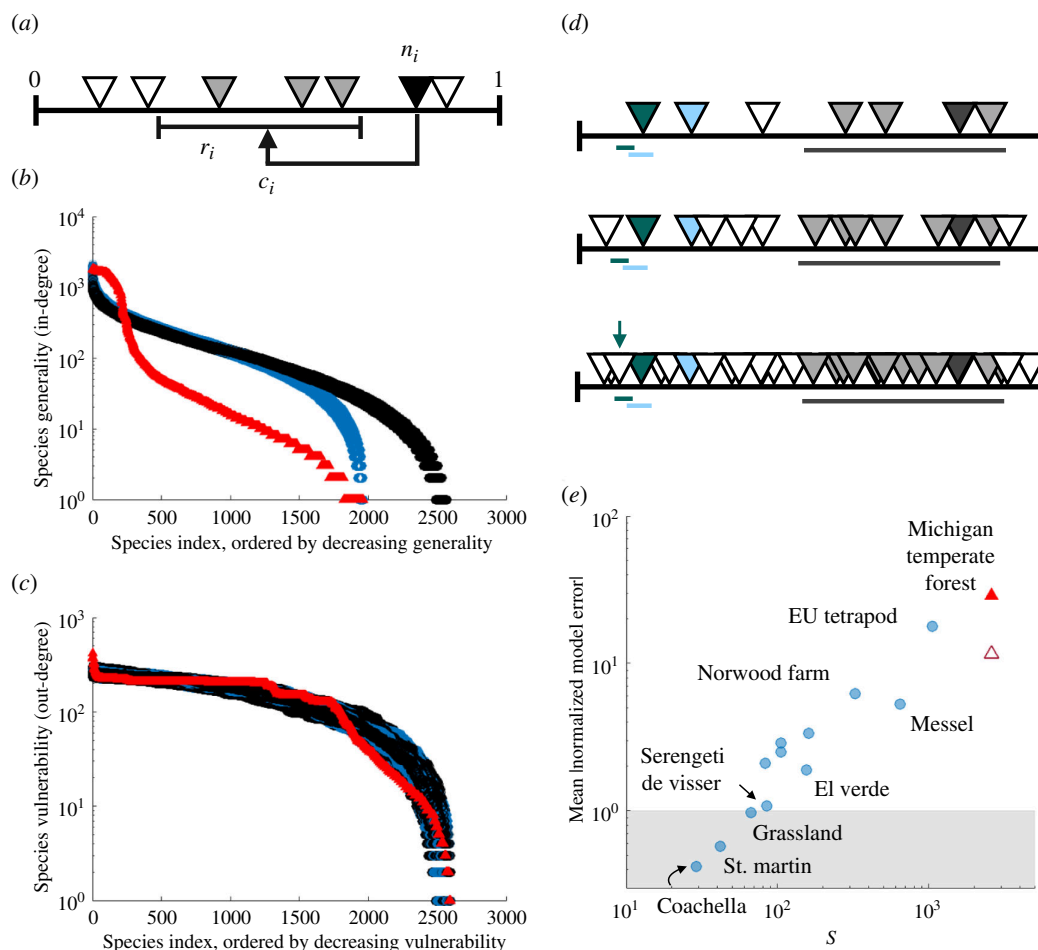 (a)
n_i
0
1
r_i
c_i
(b)
10^4
10^3
10^2
10^1
10^0
Species generality (in-degree)
0 500 1000 1500 2000 2500 3000
Species index, ordered by decreasing generality
(c)
10^3
10^2
10^1
10^0
Species vulnerability (out-degree)
0 500 1000 1500 2000 2500 3000
Species index, ordered by decreasing vulnerability
(d)
(e)
10^2
10^1
10^0
Mean |normalized model error|
Michigan
temperate
forest
EU tetrapod
Norwood farm
Messel
Serengeti
de visser
El verde
Grassland
St. martin
Coachella
10^1 10^2 10^3
S